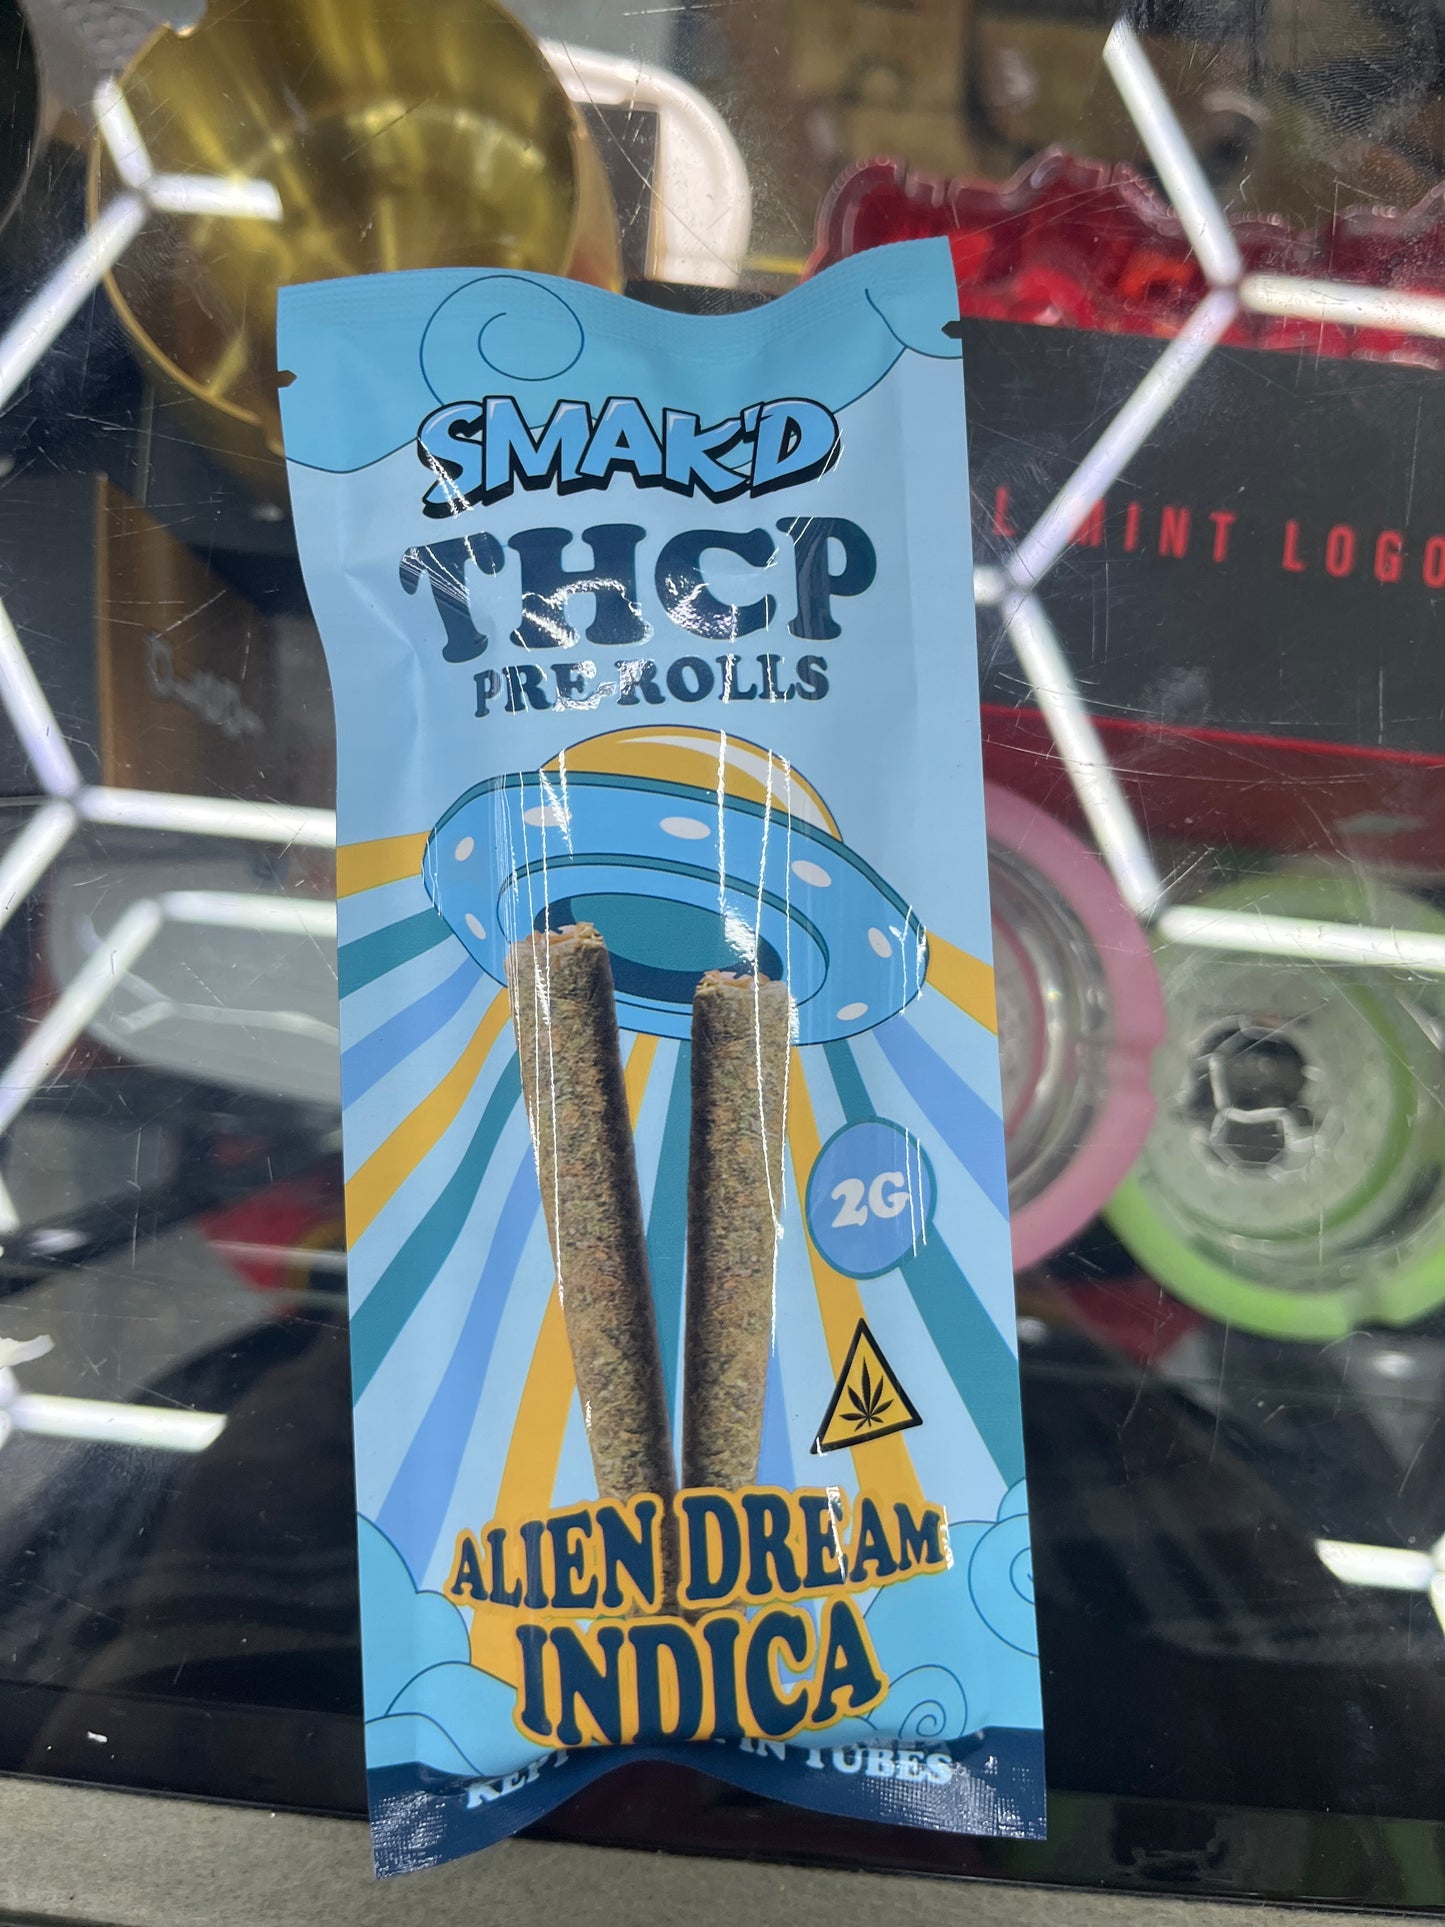 SMAK'D
THCP
PRE-ROLLS
2G
ALIEN DREAM
INDICA
IN TUBES
MINT LOGO